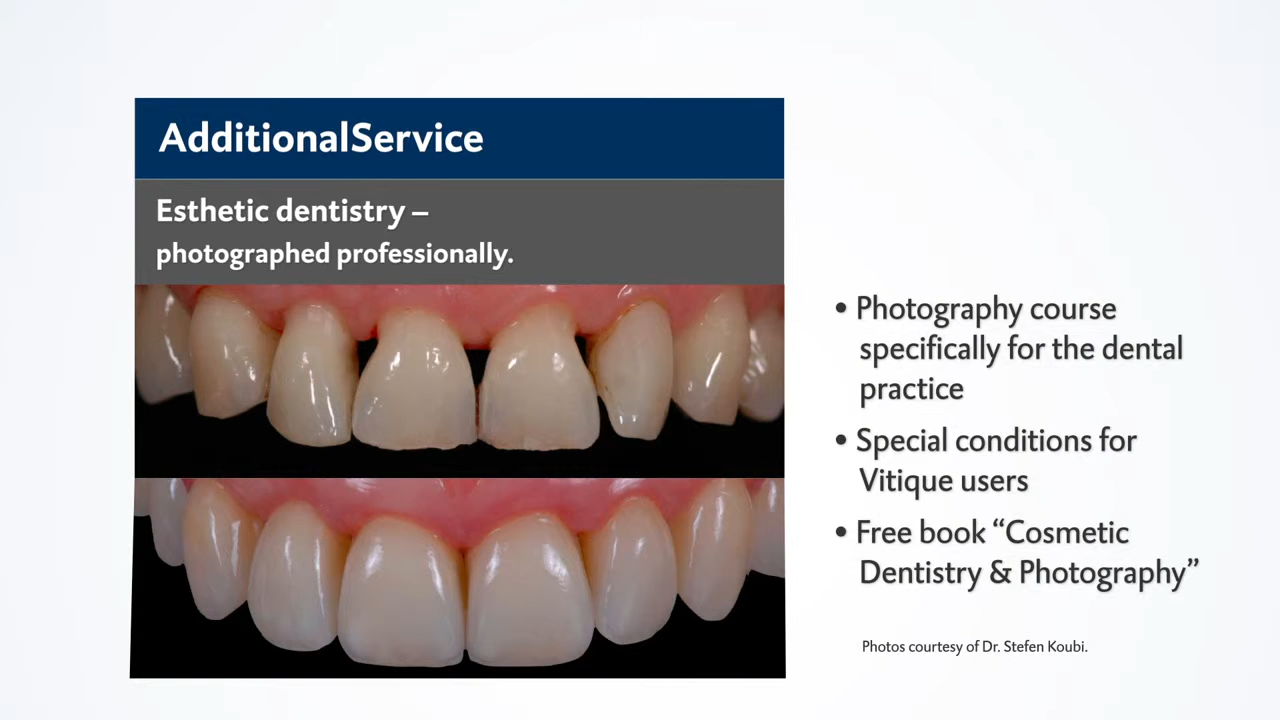 AdditionalService
Esthetic dentistry –
photographed professionally.
• Photography course
specifically for the dental
practice
• Special conditions for
Vitique users
• Free book “Cosmetic
Dentistry & Photography”
Photos courtesy of Dr. Stefen Koubi.